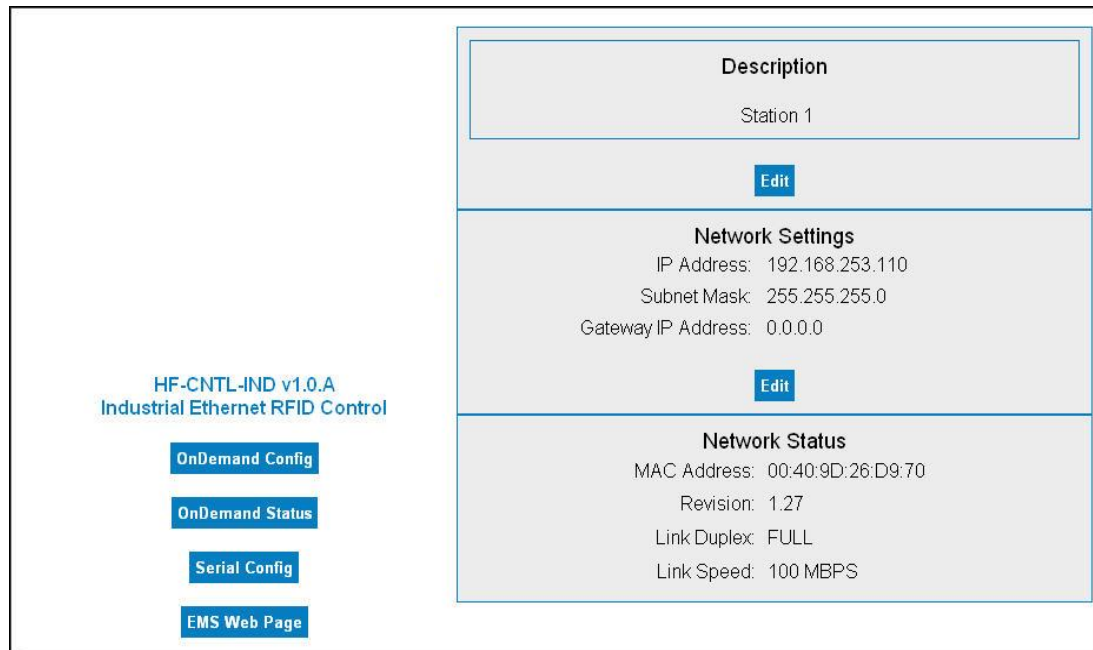 HF-CNTL-IND v1.0.A
Industrial Ethernet RFID Control
OnDemand Config
OnDemand Status
Serial Config
EMS Web Page
Description
Station 1
Edit
Network Settings
IP Address: 192.168.253.110
Subnet Mask: 255.255.255.0
Gateway IP Address: 0.0.0.0
Edit
Network Status
MAC Address: 00:40:9D:26:D9:70
Revision: 1.27
Link Duplex: FULL
Link Speed: 100 MBPS